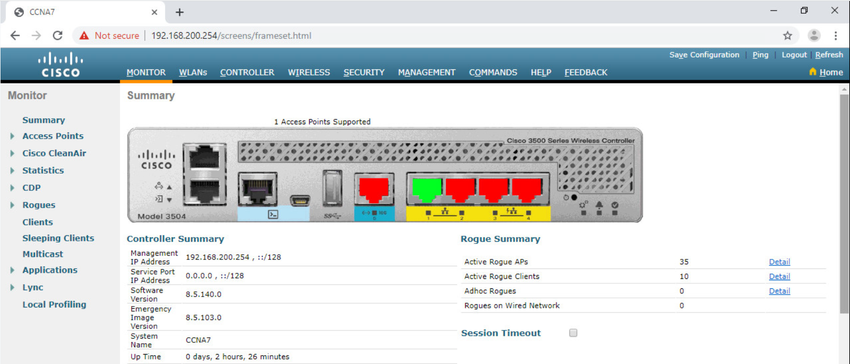 CCNA7
Not secure | 192.168.200.254/screens/frameset.html
Save Configuration | Ping | Logout | Refresh
CISCO
MONITOR WLANs CONTROLLER WIRELESS SECURITY MANAGEMENT COMMANDS HELP FEEDBACK Home
Monitor
Summary
Access Points
Cisco CleanAir
Statistics
CDP
Rogues
Clients
Sleeping Clients
Multicast
Applications
Lync
Local Profiling
Summary
1 Access Points Supported
Cisco 3500 Series Wireless Controller
CISCO
Model 3504
Controller Summary
Management IP Address 192.168.200.254 , ::/128
Service Port IP Address 0.0.0.0 , ::/128
Software Version 8.5.140.0
Emergency Image Version 8.5.103.0
System Name CCNA7
Up Time 0 days, 2 hours, 26 minutes
Rogue Summary
Active Rogue APs 35 Detail
Active Rogue Clients 10 Detail
Adhoc Rogues 0 Detail
Rogues on Wired Network 0
Session Timeout